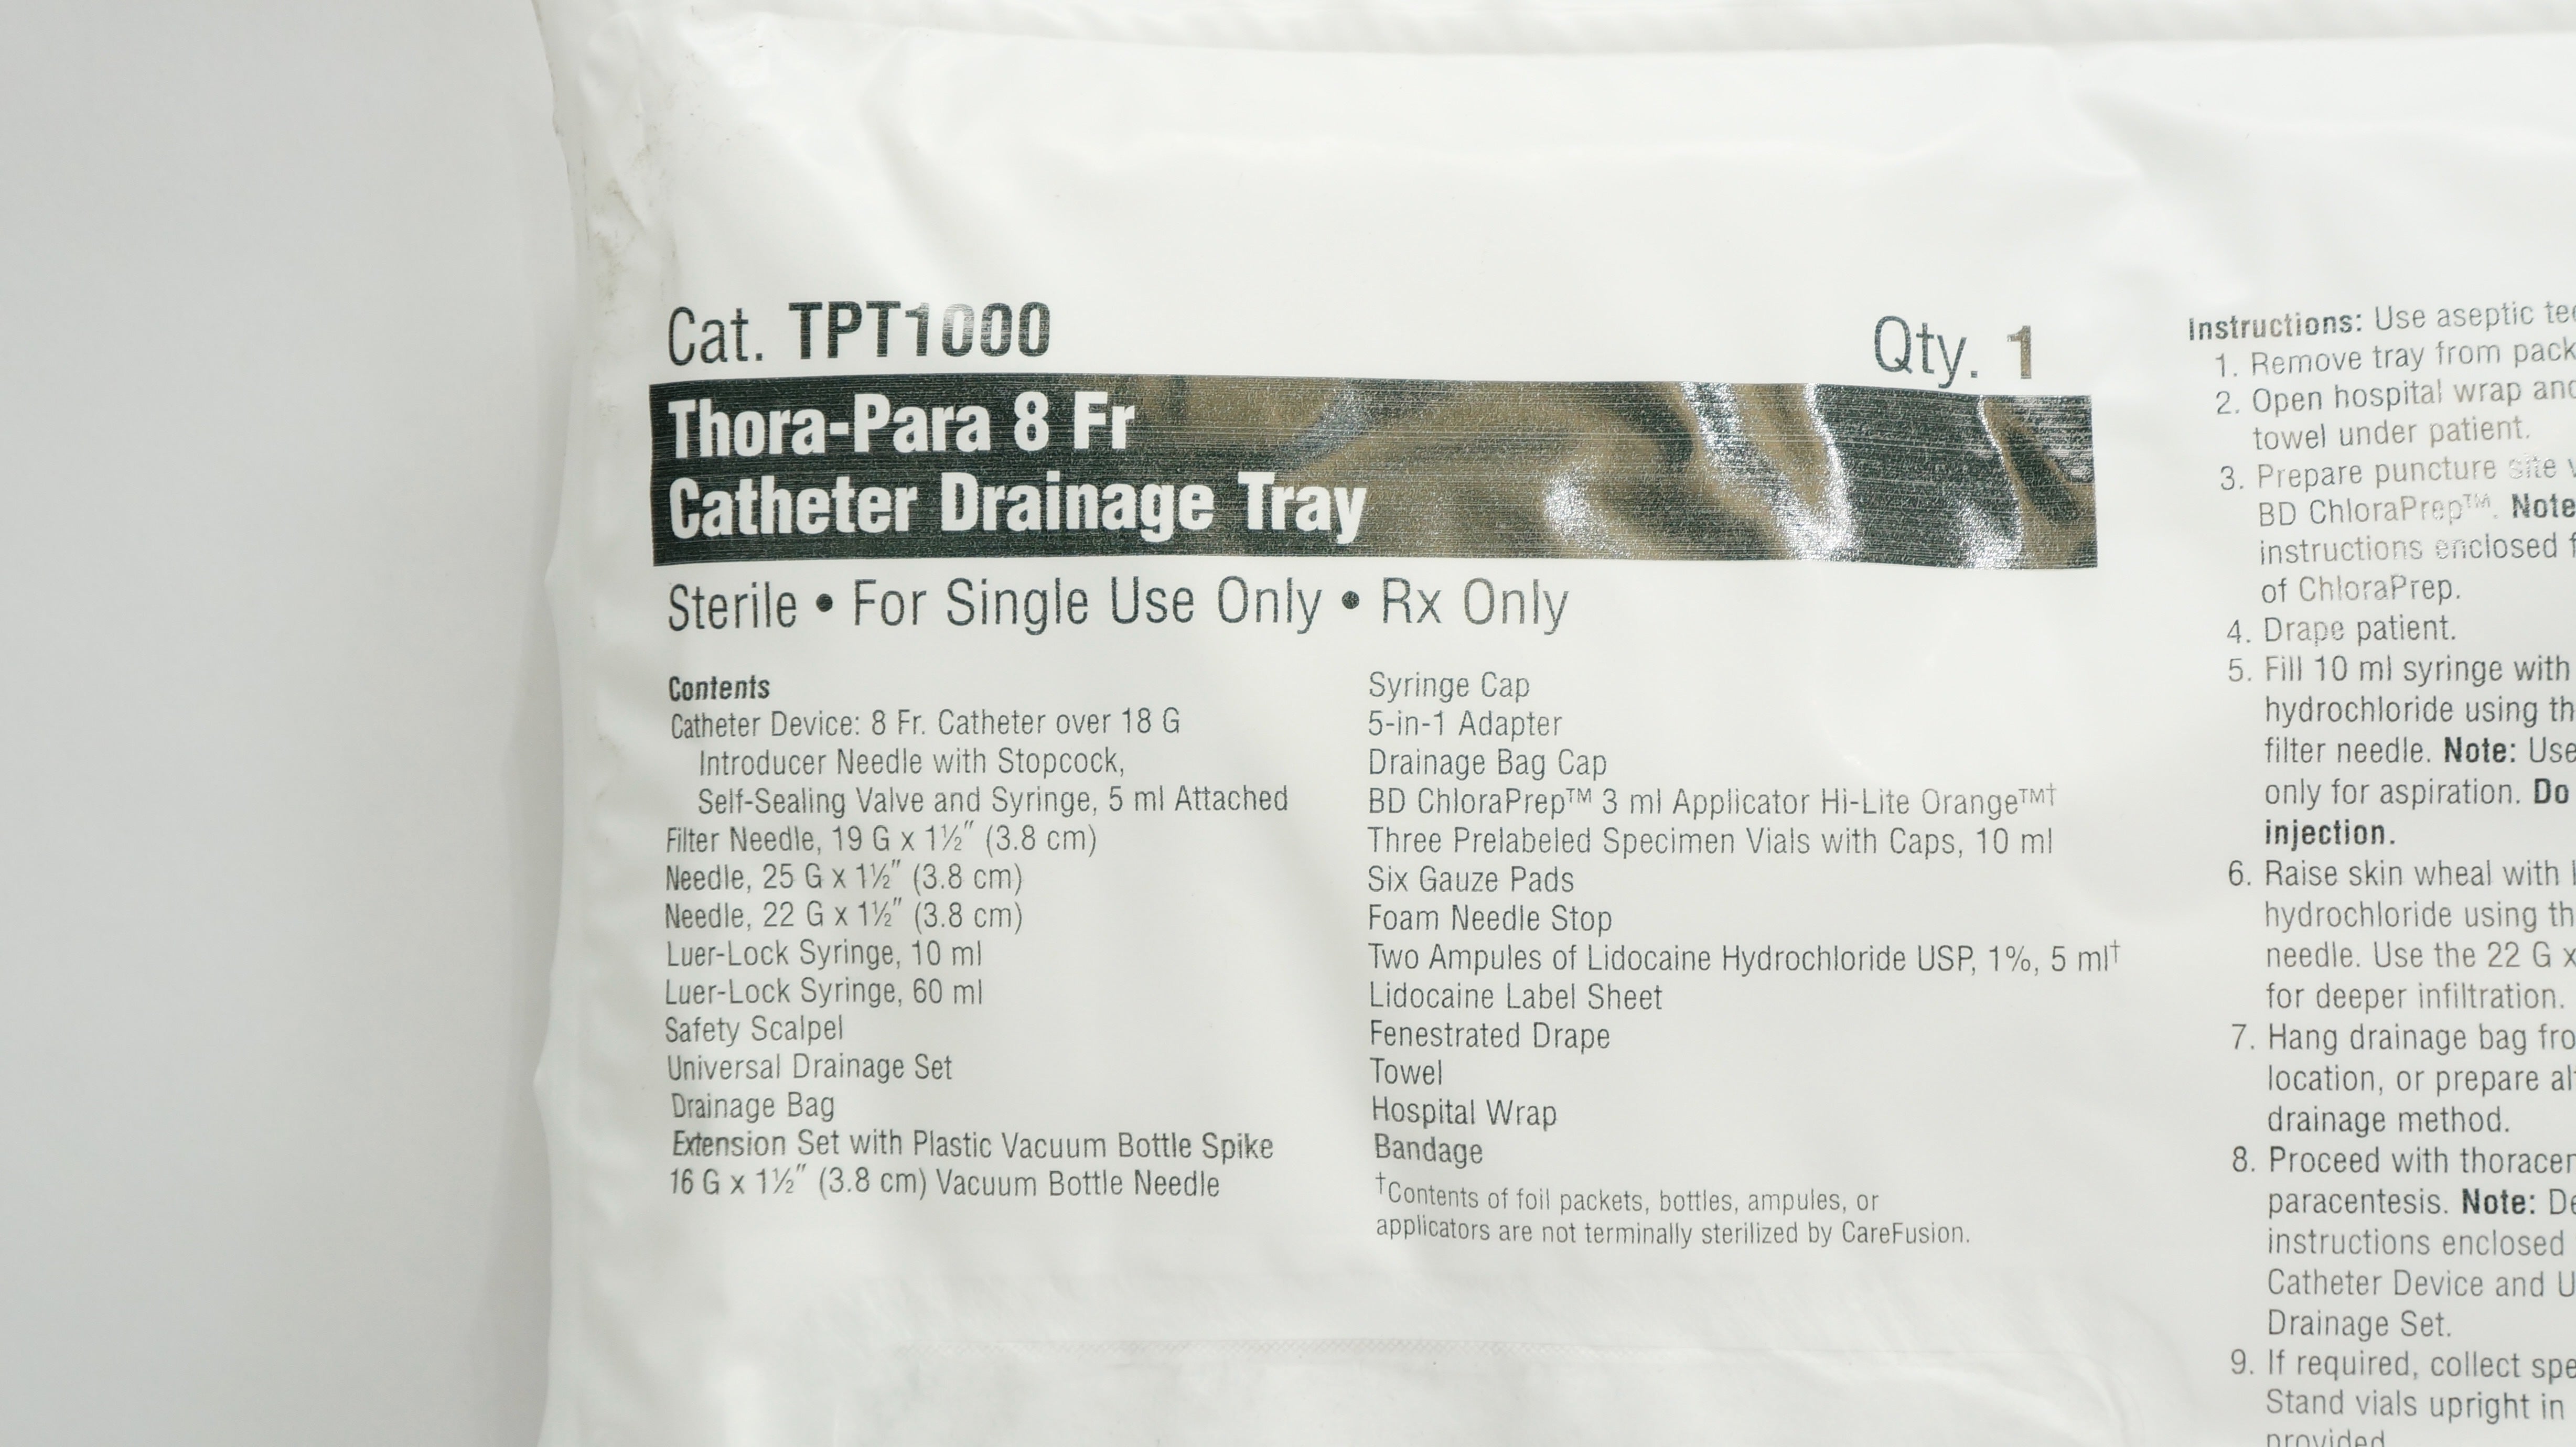 Cat. TPT1000
Qty. 1
Thora-Para 8 Fr
Catheter Drainage Tray
Sterile • For Single Use Only • Rx Only
Contents
Catheter Device: 8 Fr. Catheter over 18 G
Introducer Needle with Stopcock,
Self-Sealing Valve and Syringe, 5 ml Attached
Filter Needle, 19 G x 1½″ (3.8 cm)
Needle, 25 G x 1½″ (3.8 cm)
Needle, 22 G x 1½″ (3.8 cm)
Luer-Lock Syringe, 10 ml
Luer-Lock Syringe, 60 ml
Safety Scalpel
Universal Drainage Set
Drainage Bag
Extension Set with Plastic Vacuum Bottle Spike
16 G x 1½″ (3.8 cm) Vacuum Bottle Needle
Syringe Cap
5-in-1 Adapter
Drainage Bag Cap
BD ChloraPrep™ 3 ml Applicator Hi-Lite Orange™†
Three Prelabeled Specimen Vials with Caps, 10 ml
Six Gauze Pads
Foam Needle Stop
Two Ampules of Lidocaine Hydrochloride USP, 1%, 5 ml†
Lidocaine Label Sheet
Fenestrated Drape
Towel
Hospital Wrap
Bandage
†Contents of foil packets, bottles, ampules, or
applicators are not terminally sterilized by CareFusion.
Instructions: Use aseptic
1. Remove tray from
2. Open hospital wrap
towel under patient.
3. Prepare puncture site
BD ChloraPrep™. Note
instructions enclosed
of ChloraPrep.
4. Drape patient.
5. Fill 10 ml syringe with
hydrochloride using
filter needle. Note: Use
only for aspiration. Do
injection.
6. Raise skin wheal with
hydrochloride using
needle. Use the 22 G x
for deeper infiltration.
7. Hang drainage bag
location, or prepare
drainage method.
8. Proceed with
paracentesis. Note:
instructions enclosed
Catheter Device and
Drainage Set.
9. If required, collect
Stand vials upright in
provided